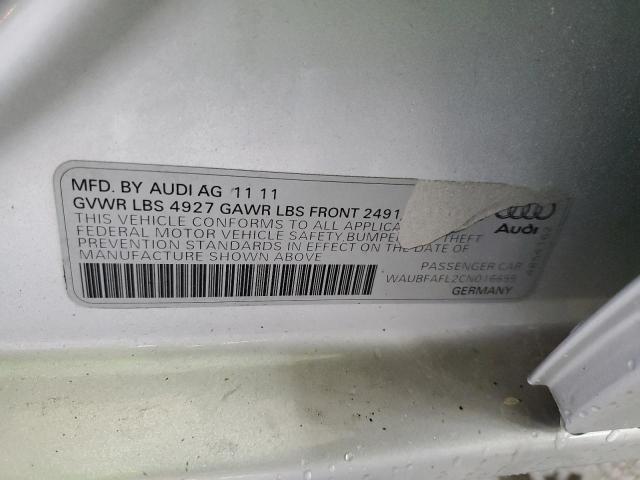 MFD. BY AUDI AG 11 11
GVWR LBS 4927 GAWR LBS FRONT 2491
THIS VEHICLE CONFORMS TO ALL APPLICA
FEDERAL MOTOR VEHICLE SAFETY, BUMPER THEFT
PREVENTION STANDARDS IN EFFECT ON THE DATE OF
MANUFACTURE SHOWN ABOVE
Audi
PASSENGER CAR
GERMANY